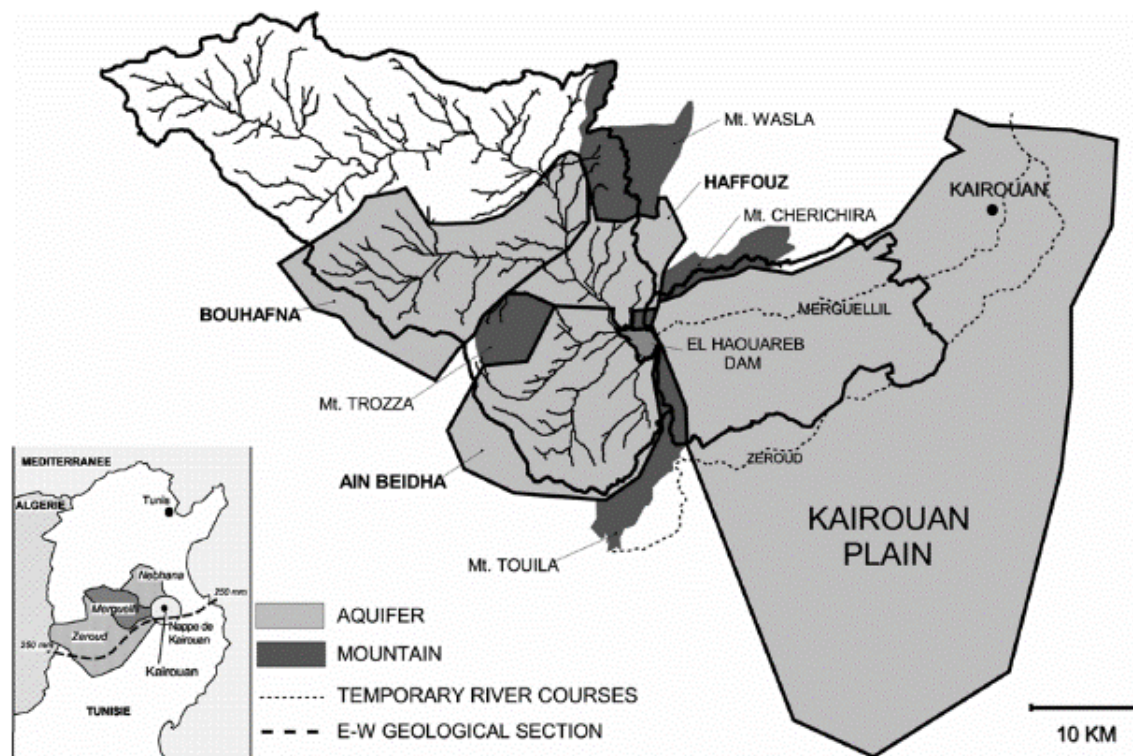 Mt. WASLA
HAFFOUZ
KAIROUAN
Mt. CHERICHIRA
BOUHAFNA
MERGUELLIL
EL HAOUAREB
DAM
Mt. TROZZA
ZEROUD
AIN BEIDHA
KAIROUAN
PLAIN
Mt. TOUILA
MEDITERRANEE
ALGERIE
Tunis
Nebhana
250 mm
Zeroud
Nappe de
Kairouan
Kairouan
TUNISIE
AQUIFER
MOUNTAIN
TEMPORARY RIVER COURSES
E-W GEOLOGICAL SECTION
10 KM